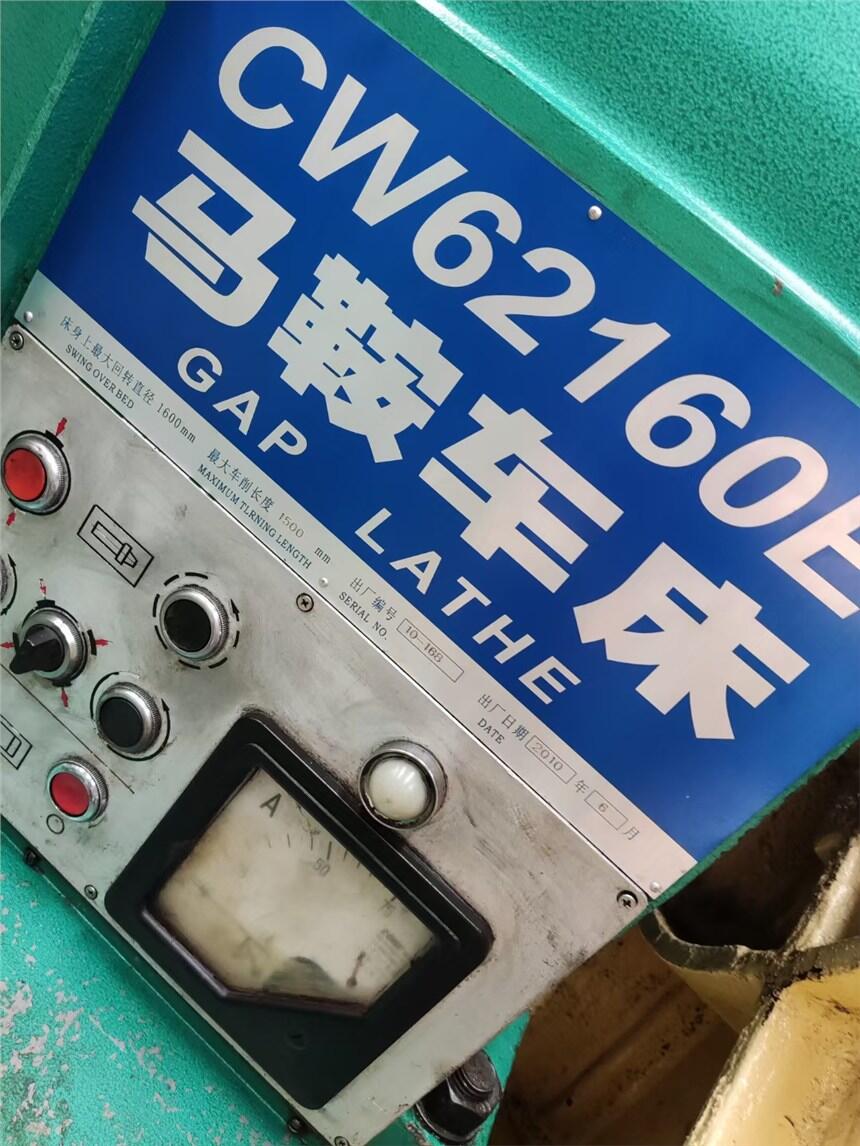 CW62160E
马鞍车床
GAP LATHE
床身上最大回转直径 1600mm
SWING OVER BED
最大车削长度 1500 mm
MAXIMUM TLRNING LENGTH
出厂编号 10-168
SERIAL NO.
出厂日期 2010 年 6 月
DATE
A
50